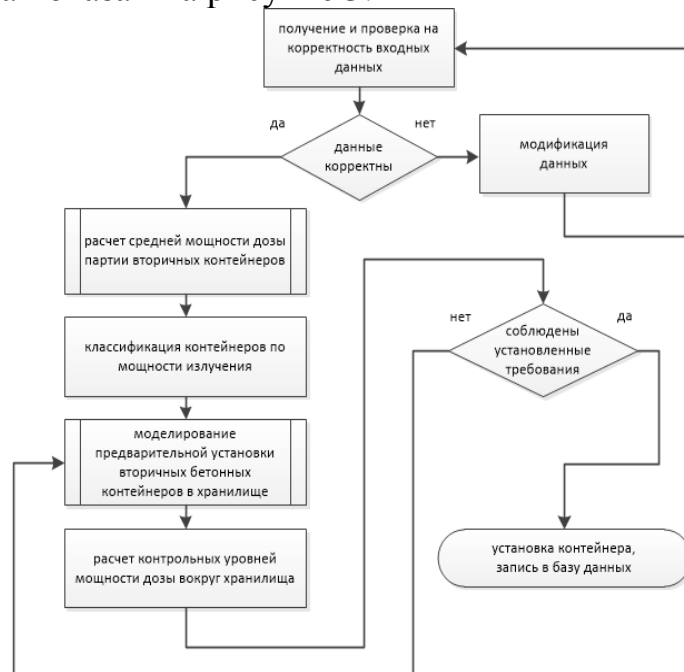 получение и проверка на
корректность входных
данных
да
нет
данные
корректны
модификация
данных
расчет средней мощности дозы
партии вторичных контейнеров
классификация контейнеров по
мощности излучения
моделирование
предварительной установки
вторичных бетонных
контейнеров в хранилище
расчет контрольных уровней
мощности дозы вокруг хранилища
нет
да
соблюдены
установленные
требования
установка контейнера,
запись в базу данных